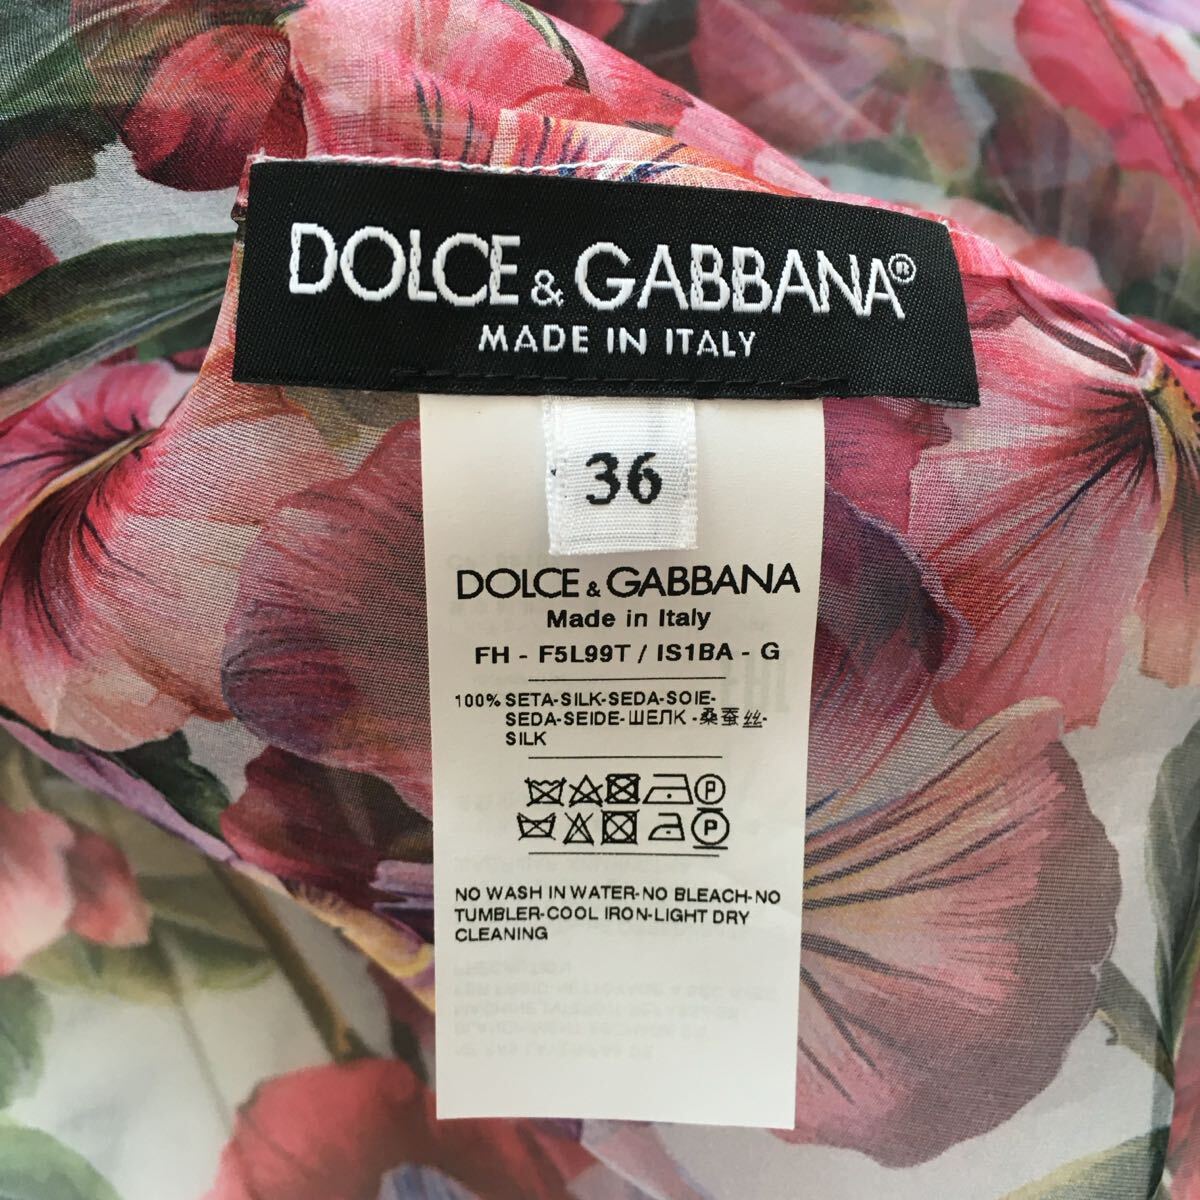 DOLCE & GABBANA®
MADE IN ITALY
36
DOLCE & GABBANA
Made in Italy
FH - F5L99T / IS1BA - G
100% SETA-SILK-SEDA-SOIE-
SEDA-SEIDE-ШЕЛК -桑蚕丝-
SILK
P
P
NO WASH IN WATER-NO BLEACH-NO
TUMBLER-COOL IRON-LIGHT DRY
CLEANING